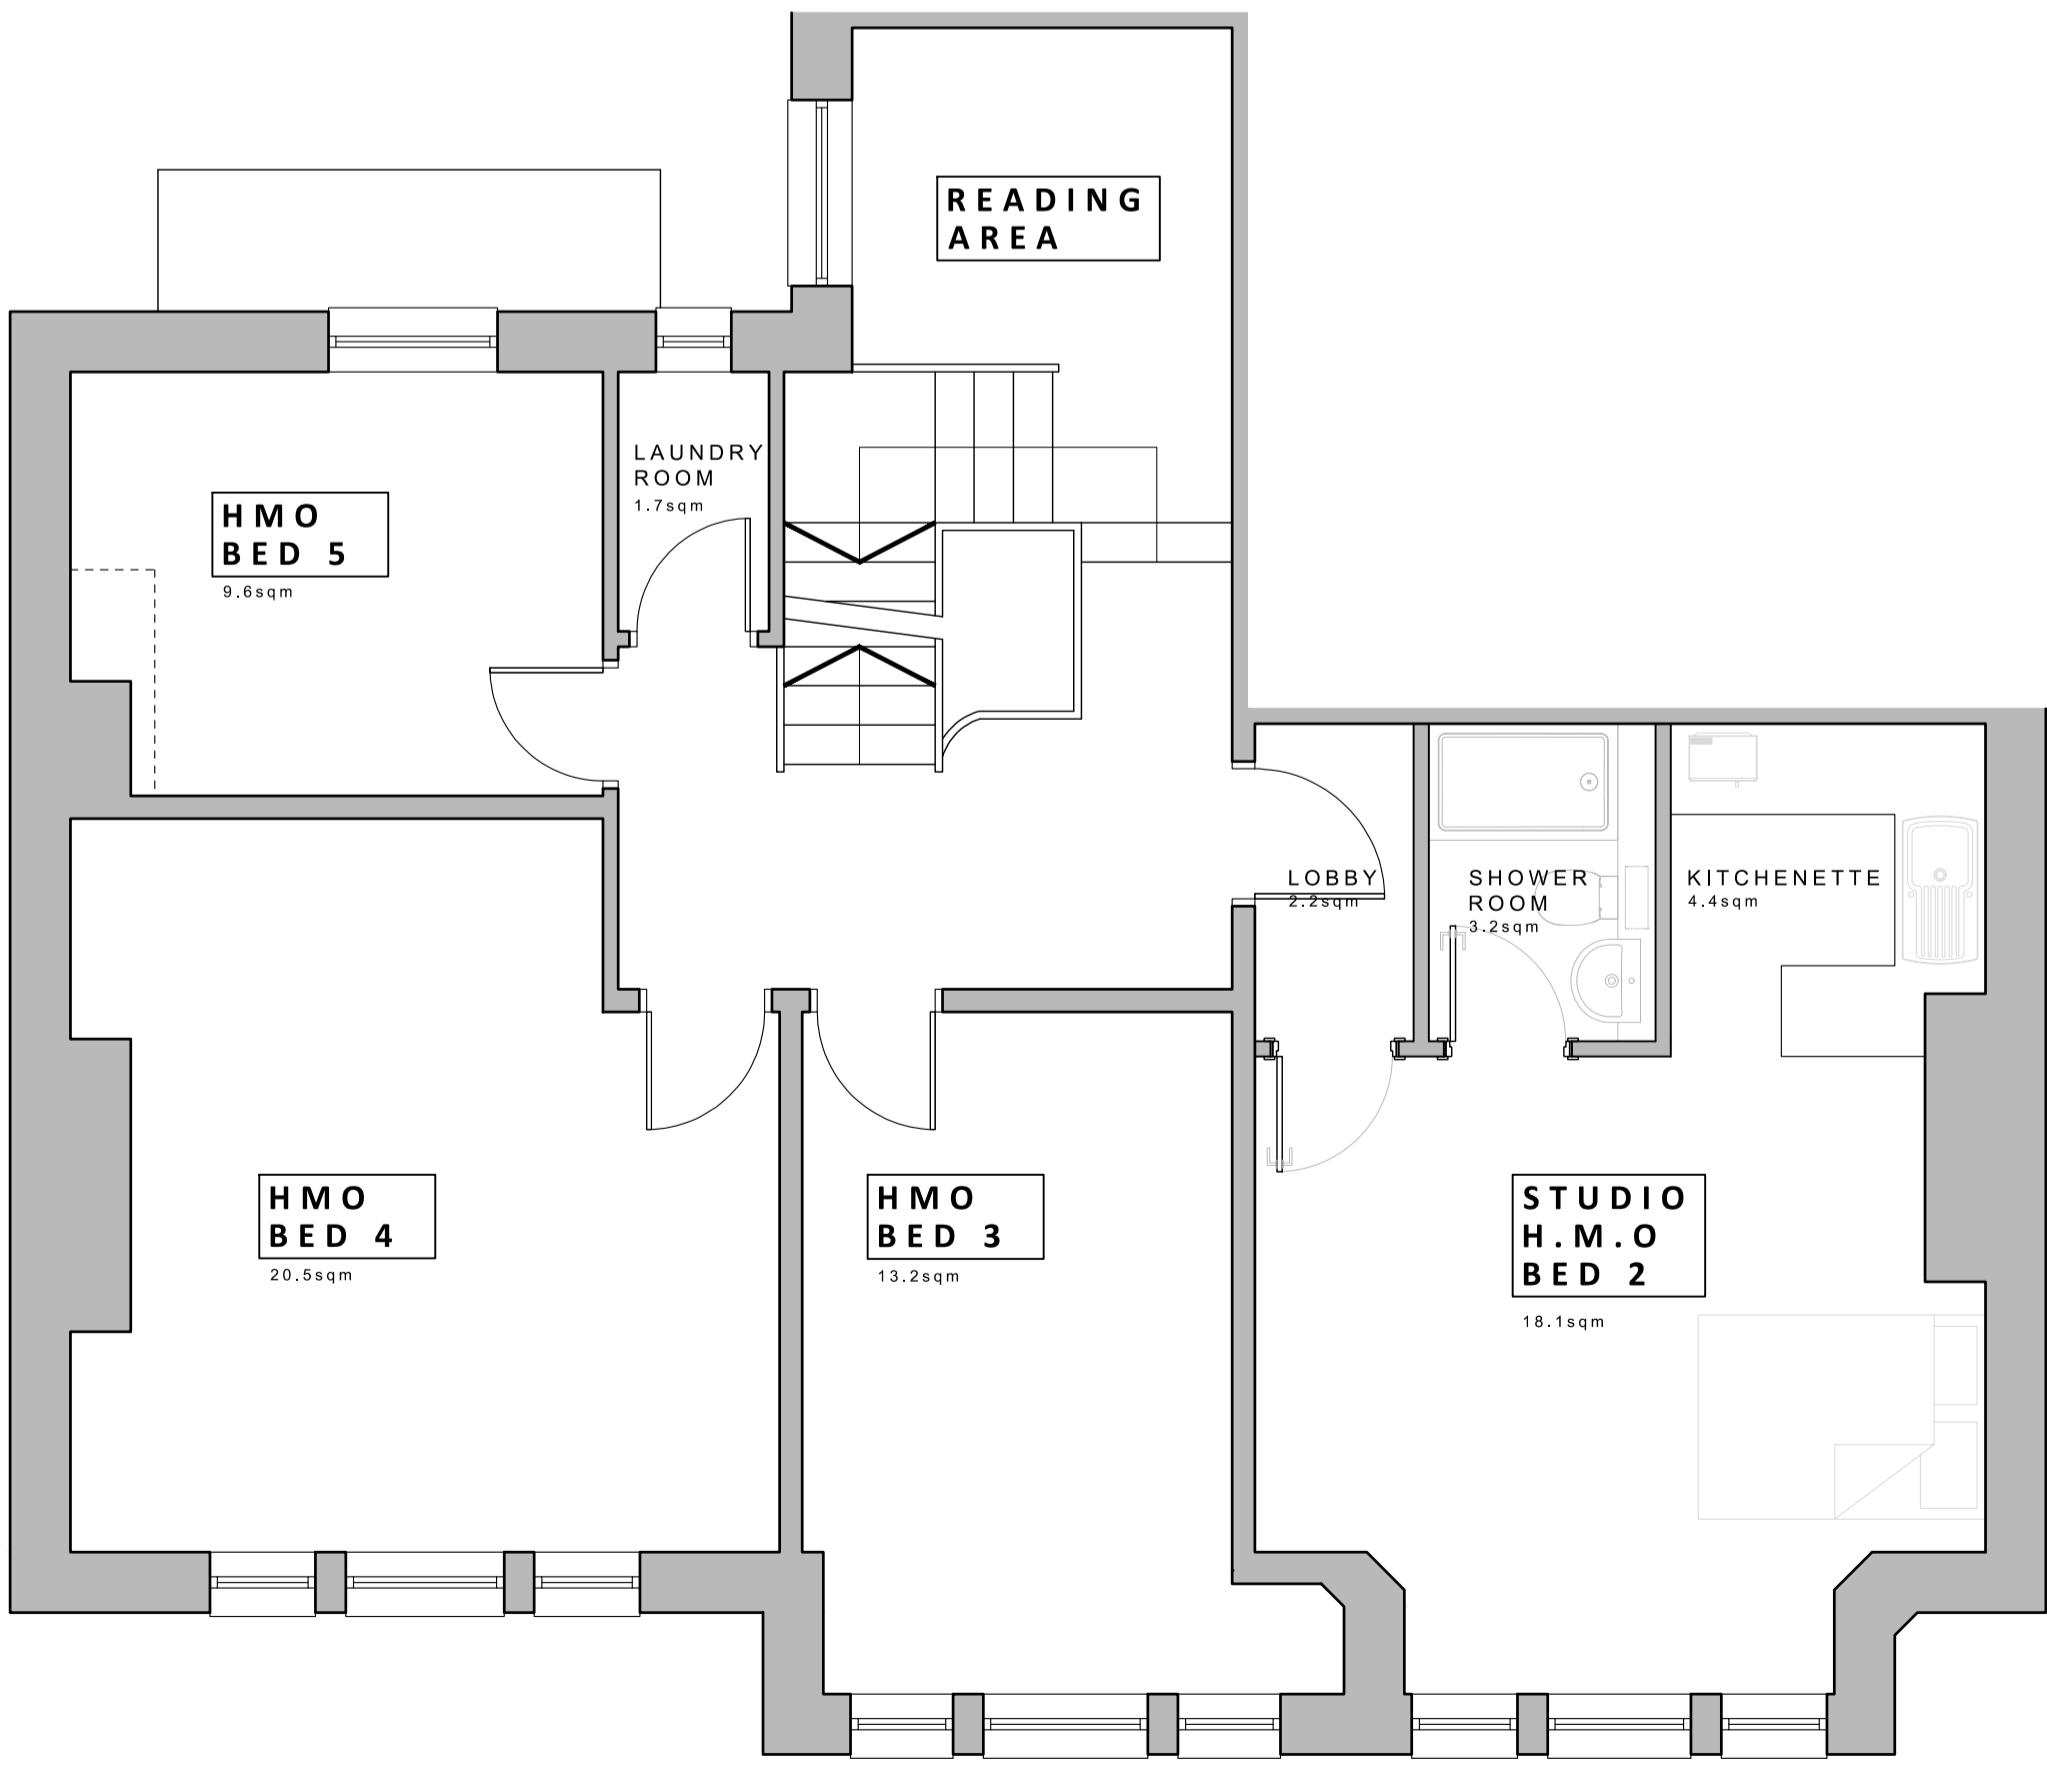 READING
AREA
LAUNDRY
ROOM
1.7sqm
HMO
BED 5
9.6sqm
LOBBY
2.2sqm
SHOWER
ROOM
3.2sqm
KITCHENETTE
4.4sqm
HMO
BED 4
20.5sqm
HMO
BED 3
13.2sqm
STUDIO
H.M.O
BED 2
18.1sqm